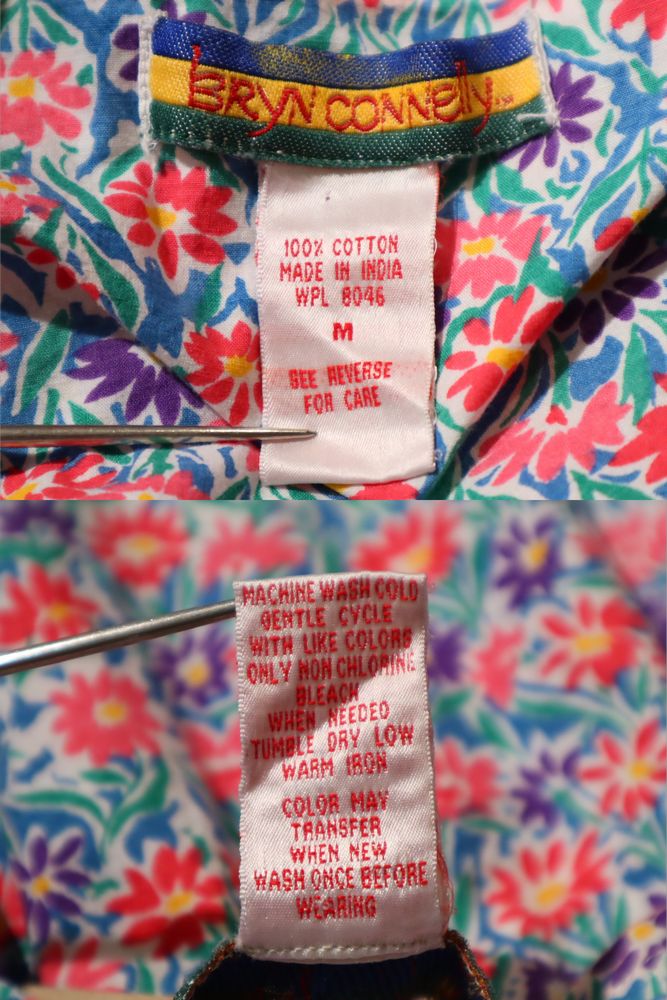 BRYN CONNELLY™
100% COTTON
MADE IN INDIA
WPL 8046
M
SEE REVERSE
FOR CARE
MACHINE WASH COLD
GENTLE CYCLE
WITH LIKE COLORS
ONLY NON CHLORINE
BLEACH
WHEN NEEDED
TUMBLE DRY LOW
WARM IRON
COLOR MAY
TRANSFER
WHEN NEW
WASH ONCE BEFORE
WEARING